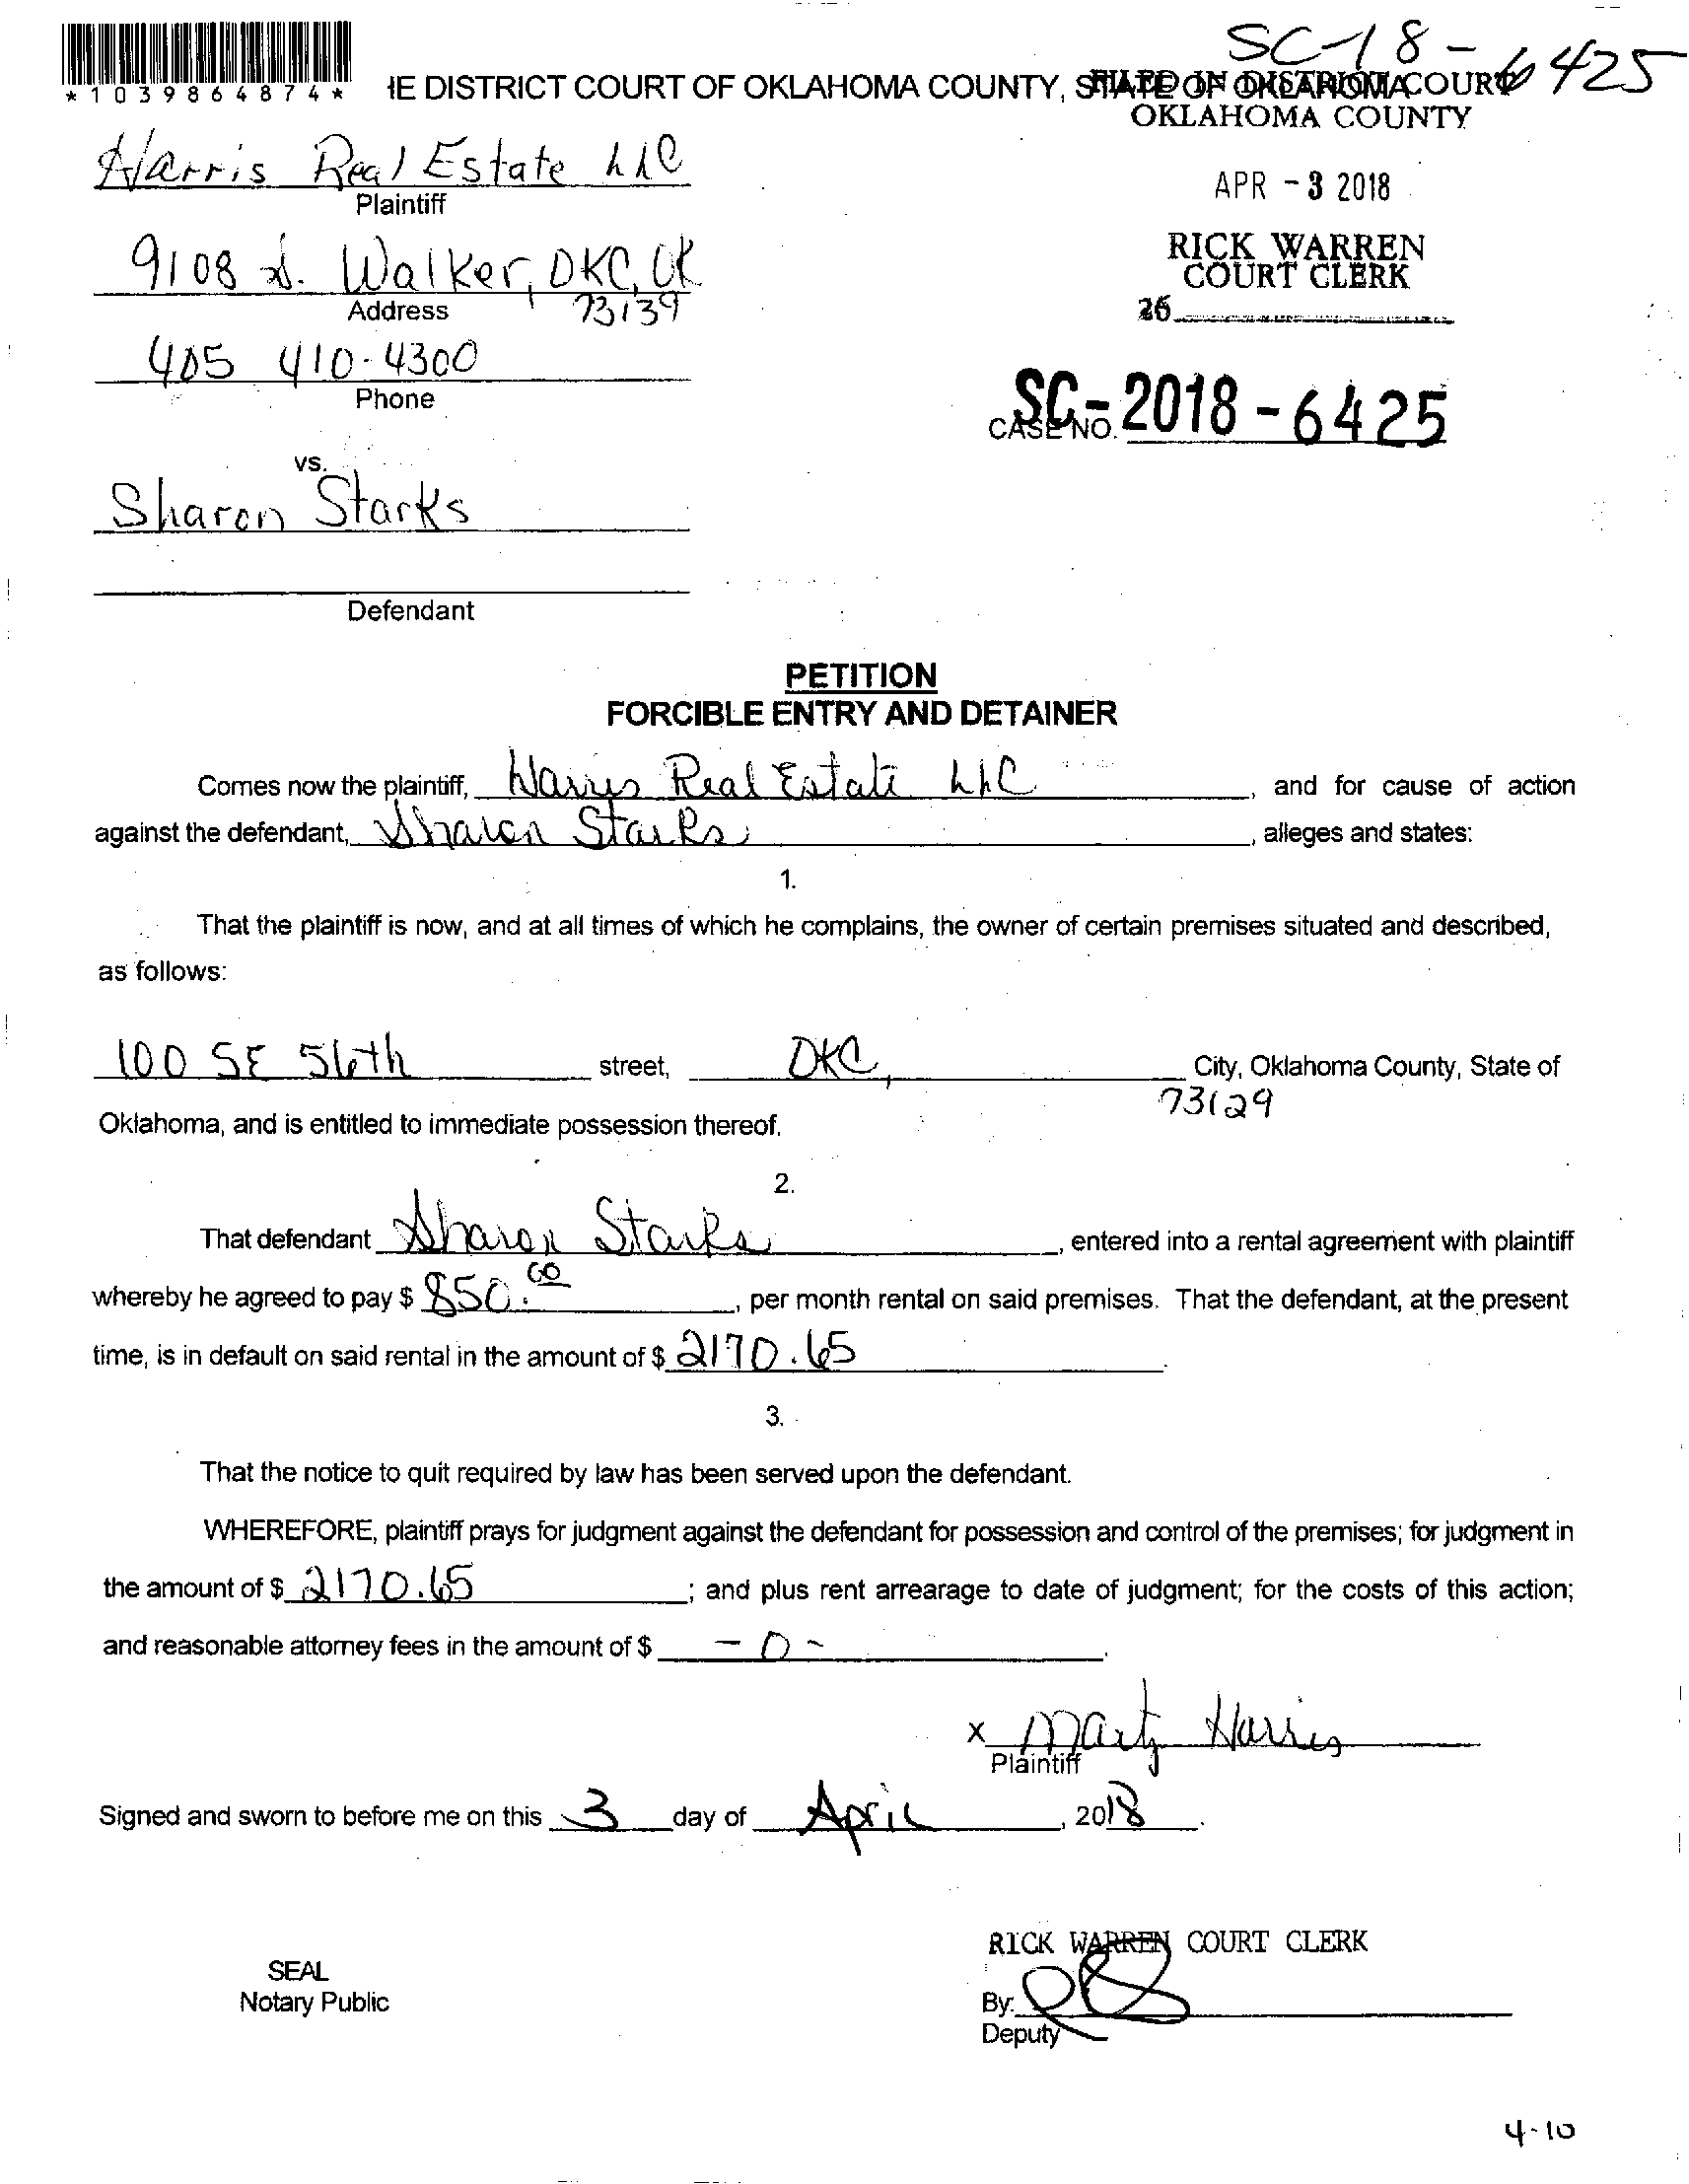 SC-18-6425
*1039864874*
IE DISTRICT COURT OF OKLAHOMA COUNTY, STATE OF OKLAHOMA
FILED IN DISTRICT COURT
OKLAHOMA COUNTY
Harris Real Estate LLC
Plaintiff
APR -3 2018
9108 S. Walker, OKC, OK
73139
Address
RICK WARREN
COURT CLERK
26
405 410-4300
Phone
CASE NO. SC-2018-6425
vs.
Sharon Starks
Defendant
PETITION
FORCIBLE ENTRY AND DETAINER
Comes now the plaintiff, Harris Real Estate LLC, and for cause of action
against the defendant, Sharon Starks, alleges and states:
1.
That the plaintiff is now, and at all times of which he complains, the owner of certain premises situated and described,
as follows:
100 SE 56th street, OKC, City, Oklahoma County, State of
73129
Oklahoma, and is entitled to immediate possession thereof.
2.
That defendant Sharon Starks, entered into a rental agreement with plaintiff
whereby he agreed to pay $ 850.00, per month rental on said premises. That the defendant, at the present
time, is in default on said rental in the amount of $ 2170.65.
3.
That the notice to quit required by law has been served upon the defendant.
WHEREFORE, plaintiff prays for judgment against the defendant for possession and control of the premises; for judgment in
the amount of $ 2170.65; and plus rent arrearage to date of judgment; for the costs of this action;
and reasonable attorney fees in the amount of $ -0-.
x Marty Harris
Plaintiff
Signed and sworn to before me on this 3 day of April, 2018.
RICK WARREN COURT CLERK
SEAL
Notary Public
By:
Deputy
4-10